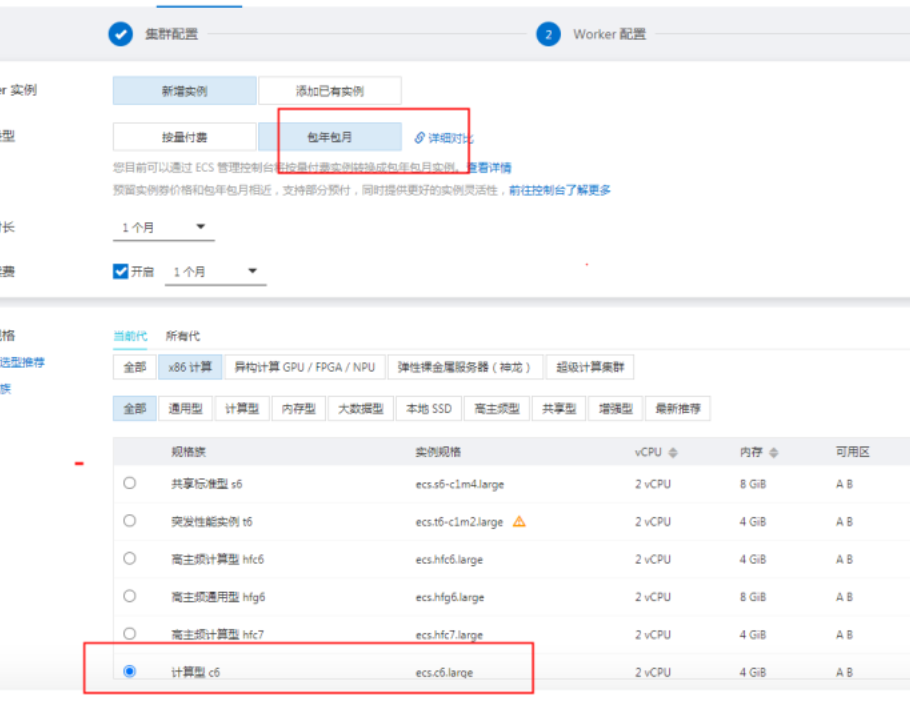 集群配置 2 Worker 配置
er 实例 新增实例 添加已有实例
类型 按量付费 包年包月 详细对比
您目前可以通过 ECS 管理控制台将按量付费实例转换成包年包月实例。查看详情
预留实例券价格和包年包月相近，支持部分预付，同时提供更好的实例灵活性，前往控制台了解更多
时长 1 个月
费 开启 1 个月
规格 当前代 所有代
选型推荐
族
全部 x86 计算 异构计算 GPU / FPGA / NPU 弹性裸金属服务器（神龙） 超级计算集群
全部 通用型 计算型 内存型 大数据型 本地 SSD 高主频型 共享型 增强型 最新推荐
规格族 实例规格 vCPU 内存 可用区
共享标准型 s6 ecs.s6-c1m4.large 2 vCPU 8 GiB A B
突发性能实例 t6 ecs.t6-c1m2.large 2 vCPU 4 GiB A B
高主频计算型 hfc6 ecs.hfc6.large 2 vCPU 4 GiB A B
高主频通用型 hfg6 ecs.hfg6.large 2 vCPU 8 GiB A B
高主频计算型 hfc7 ecs.hfc7.large 2 vCPU 4 GiB A B
计算型 c6 ecs.c6.large 2 vCPU 4 GiB A B